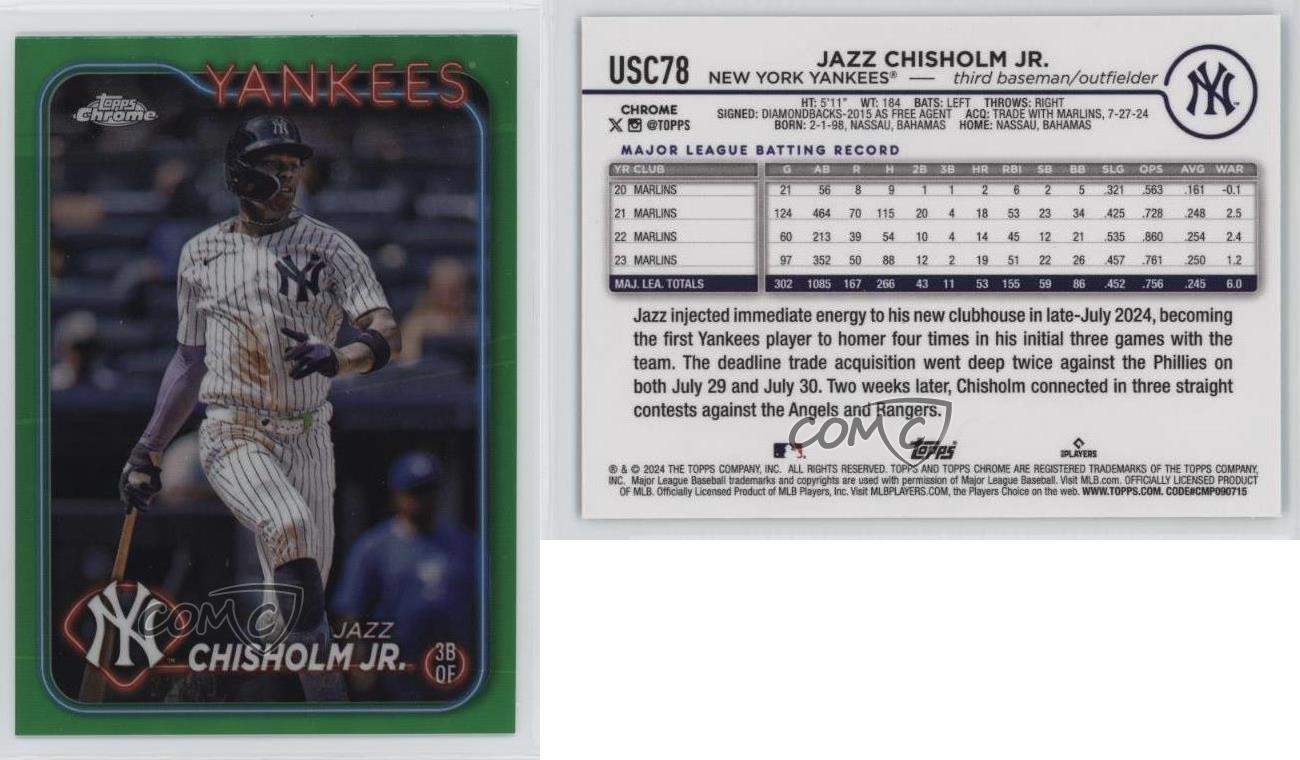 YANKEES
Topps
Chrome
NY
COMC
JAZZ
CHISHOLM JR.
3B
OF
USC78
JAZZ CHISHOLM JR.
NEW YORK YANKEES® — third baseman/outfielder
NY
CHROME
@TOPPS
HT: 5'11" WT: 184 BATS: LEFT THROWS: RIGHT
SIGNED: DIAMONDBACKS-2015 AS FREE AGENT ACQ: TRADE WITH MARLINS, 7-27-24
BORN: 2-1-98, NASSAU, BAHAMAS HOME: NASSAU, BAHAMAS
MAJOR LEAGUE BATTING RECORD
YR CLUB G AB R H 2B 3B HR RBI SB BB SLG OPS AVG WAR
20 MARLINS 21 56 8 9 1 1 2 6 2 5 .321 .563 .161 -0.1
21 MARLINS 124 464 70 115 20 4 18 53 23 34 .425 .728 .248 2.5
22 MARLINS 60 213 39 54 10 4 14 45 12 21 .535 .860 .254 2.4
23 MARLINS 97 352 50 88 12 2 19 51 22 26 .457 .761 .250 1.2
MAJ. LEA. TOTALS 302 1085 167 266 43 11 53 155 59 86 .452 .756 .245 6.0
Jazz injected immediate energy to his new clubhouse in late-July 2024, becoming
the first Yankees player to homer four times in his initial three games with the
team. The deadline trade acquisition went deep twice against the Phillies on
both July 29 and July 30. Two weeks later, Chisholm connected in three straight
contests against the Angels and Rangers.
COMC
Topps
PLAYERS
® & © 2024 THE TOPPS COMPANY, INC. ALL RIGHTS RESERVED. TOPPS AND TOPPS CHROME ARE REGISTERED TRADEMARKS OF THE TOPPS COMPANY,
INC. Major League Baseball trademarks and copyrights are used with permission of Major League Baseball. Visit MLB.com. OFFICIALLY LICENSED PRODUCT
OF MLB. Officially Licensed Product of MLB Players, Inc. Visit MLBPLAYERS.COM, the Players Choice on the web. WWW.TOPPS.COM. CODE#CMP090715